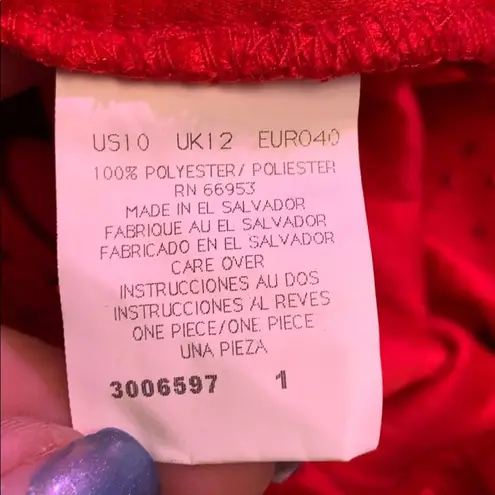 US10 UK12 EURO40
100% POLYESTER/ POLIESTER
RN 66953
MADE IN EL SALVADOR
FABRIQUE AU EL SALVADOR
FABRICADO EN EL SALVADOR
CARE OVER
INSTRUCCIONES AU DOS
INSTRUCCIONES AL REVES
ONE PIECE/ONE PIECE
UNA PIEZA
3006597 1